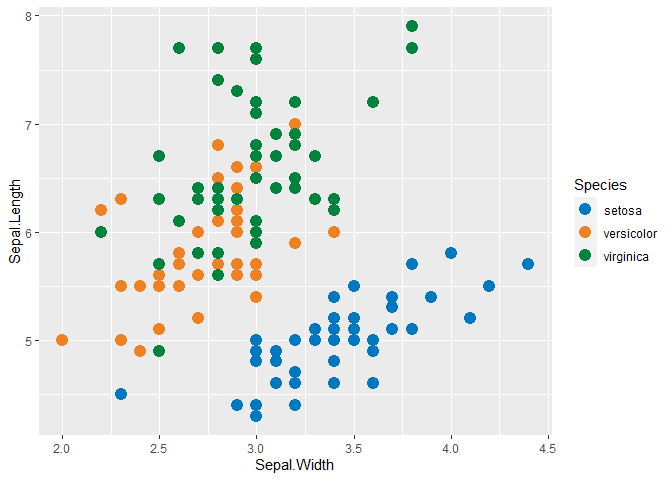 8
7
6
5
Sepal.Length
2.0 2.5 3.0 3.5 4.0 4.5
Sepal.Width
Species
setosa
versicolor
virginica